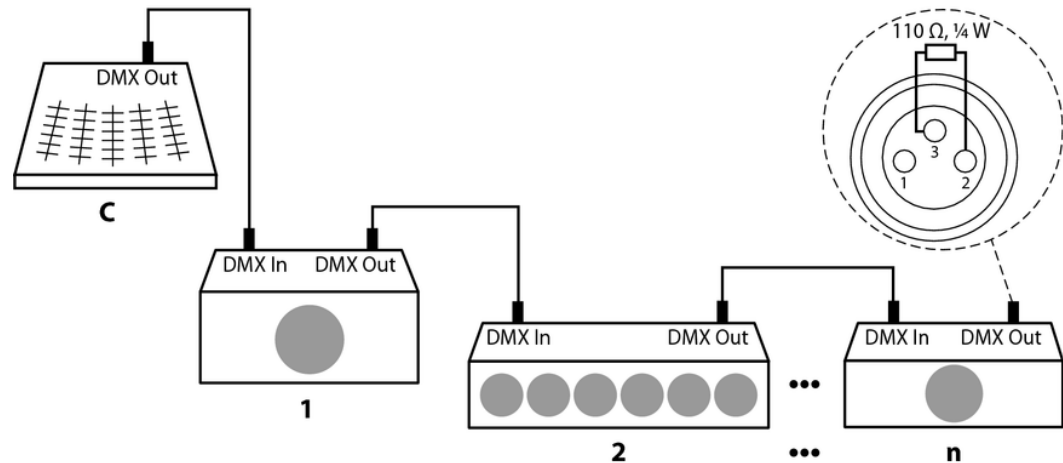 110 Ω, ¼ W
DMX Out
3
1
2
C
DMX In
DMX Out
1
DMX In
DMX Out
2
DMX In
DMX Out
n